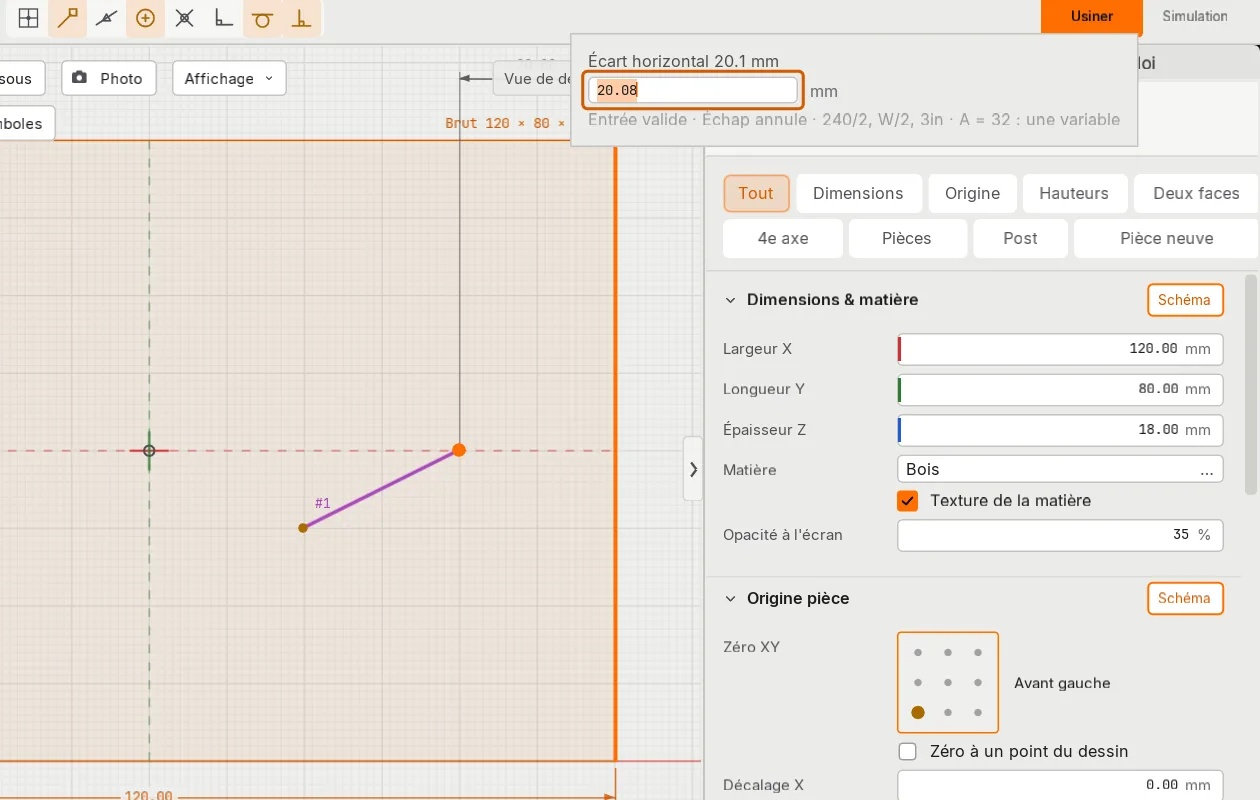 Usiner
Simulation
Écart horizontal 20.1 mm
20.08 mm
Entrée valide · Échap annule · 240/2, W/2, 3in · A = 32 : une variable
sous
Photo
Affichage
Vue de de
boles
Brut 120 × 80 ×
#1
120.00
Tout
Dimensions
Origine
Hauteurs
Deux faces
4e axe
Pièces
Post
Pièce neuve
Dimensions & matière
Schéma
Largeur X
120.00 mm
Longueur Y
80.00 mm
Épaisseur Z
18.00 mm
Matière
Bois
...
Texture de la matière
Opacité à l'écran
35 %
Origine pièce
Schéma
Zéro XY
Avant gauche
Zéro à un point du dessin
Décalage X
0.00 mm